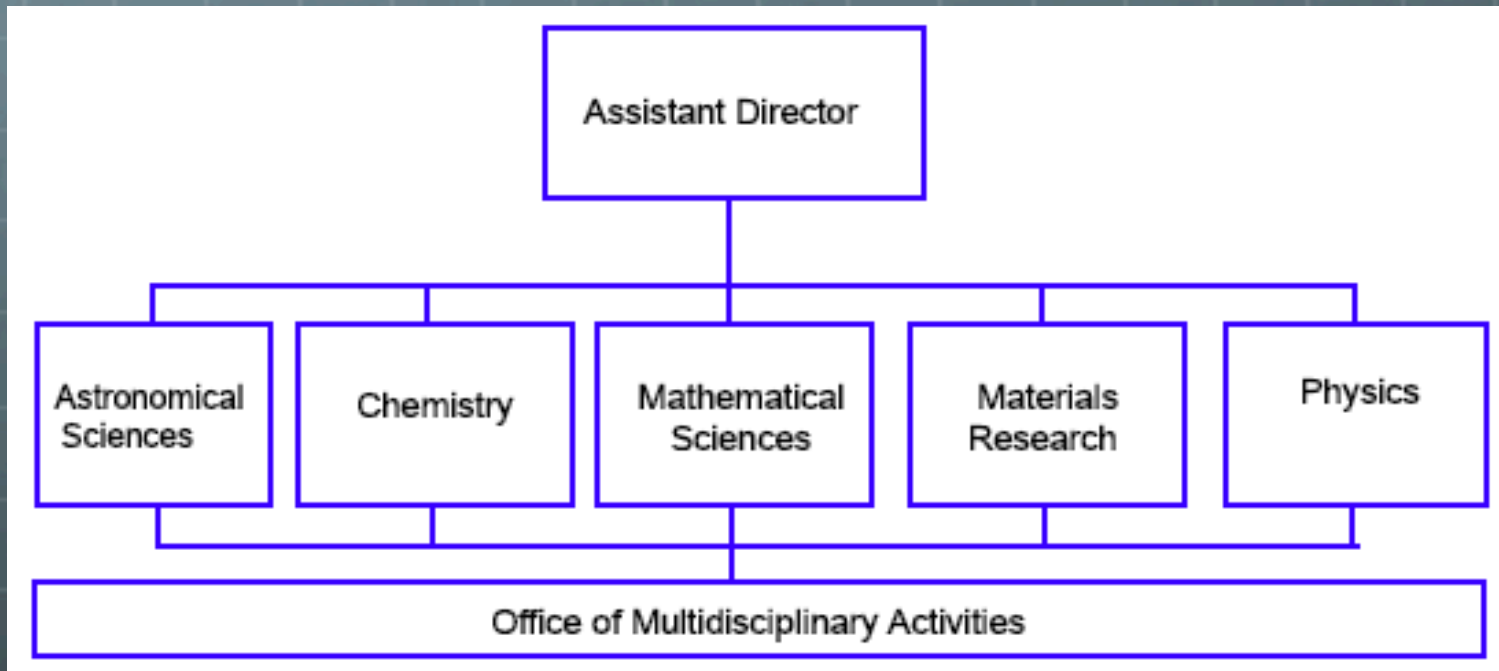 Assistant Director
Astronomical
Sciences
Chemistry
Mathematical
Sciences
Materials
Research
Physics
Office of Multidisciplinary Activities